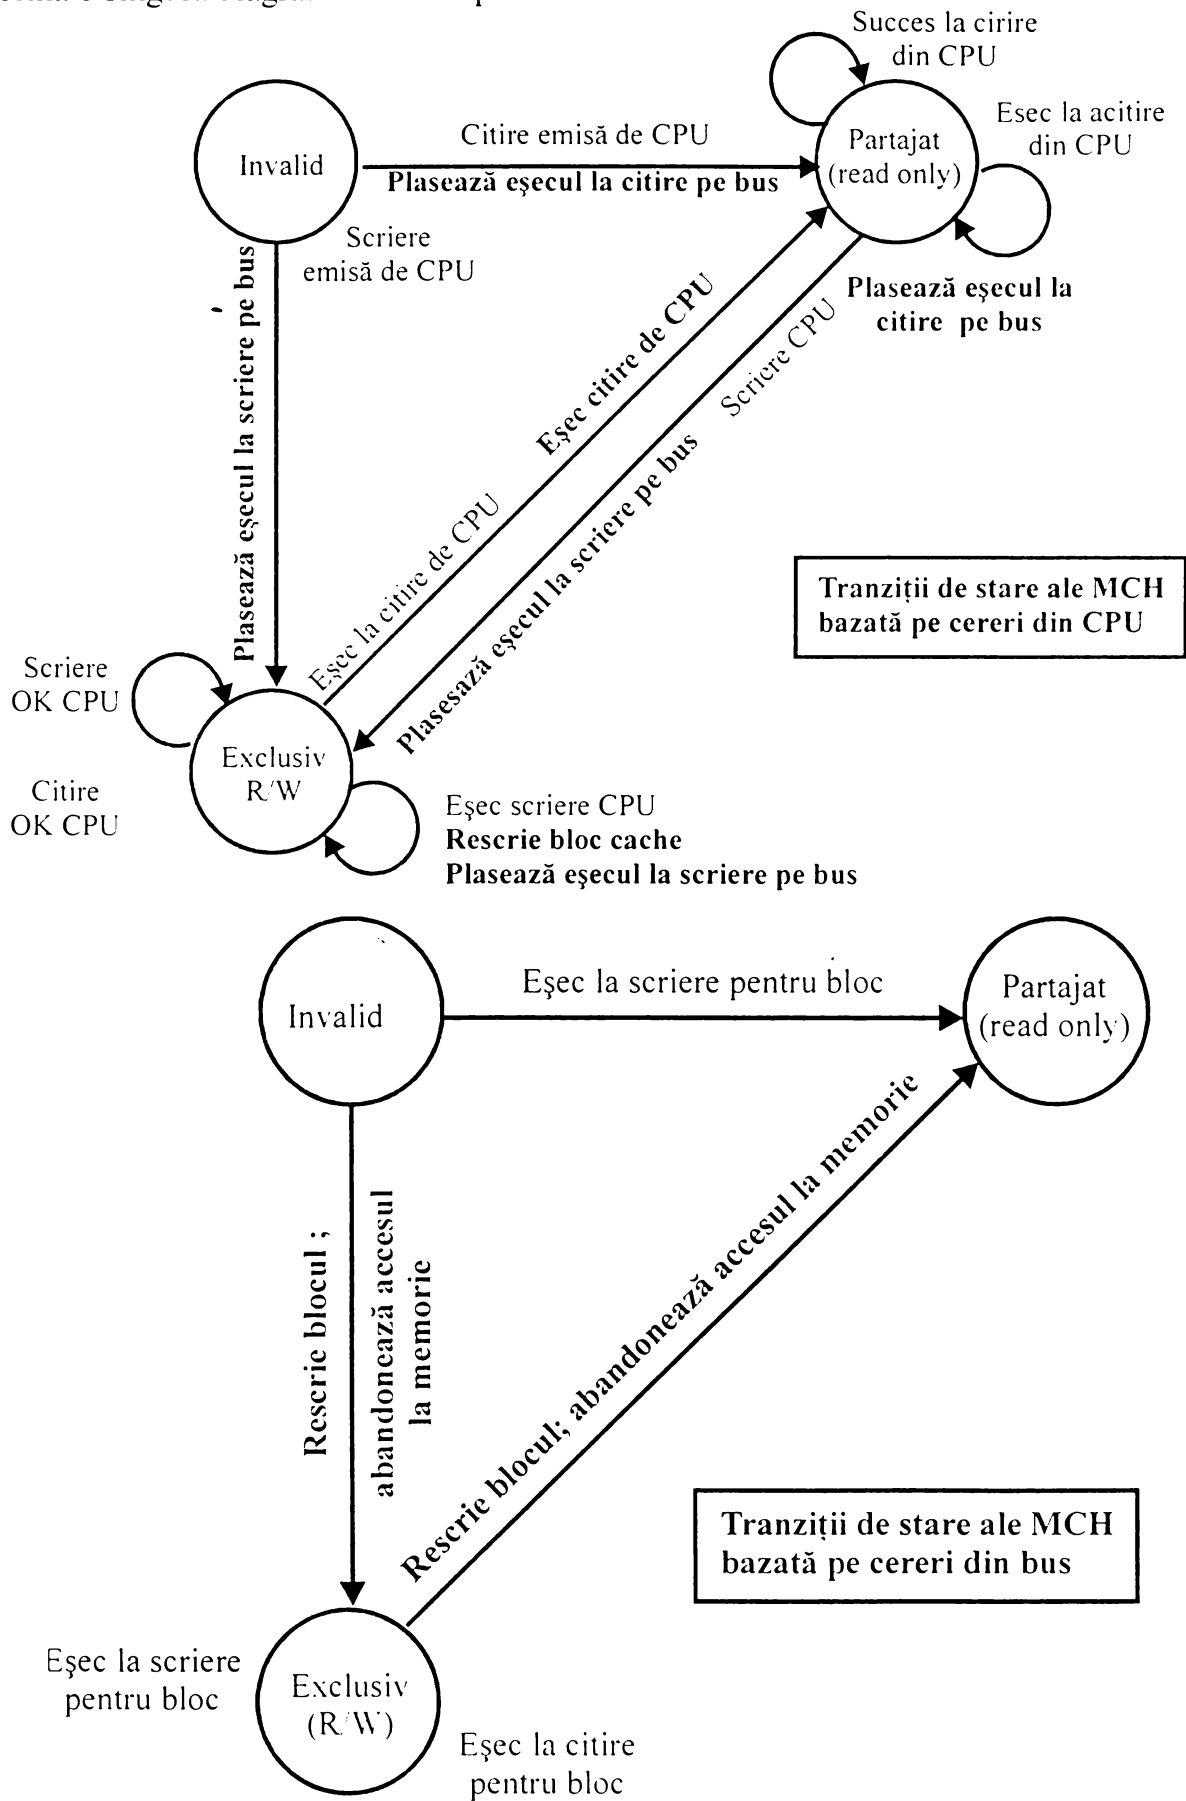 Succes la cirire
din CPU
Esec la acitire
din CPU
Invalid
Citire emisă de CPU
Plasează eşecul la citire pe bus
Partajat
(read only)
Scriere
emisă de CPU
Plasează eşecul la
citire pe bus
Plasează eşecul la scriere pe bus
Eşec citire de CPU
Scriere CPU
Eşec la citire de CPU
Plasesază eşecul la scriere pe bus
Tranziţii de stare ale MCH
bazată pe cereri din CPU
Scriere
OK CPU
Exclusiv
R/W
Citire
OK CPU
Eşec scriere CPU
Rescrie bloc cache
Plasează eşecul la scriere pe bus
Invalid
Eşec la scriere pentru bloc
Partajat
(read only)
Rescrie blocul ;
abandonează accesul
la memorie
Rescrie blocul; abandonează accesul la memorie
Tranziţii de stare ale MCH
bazată pe cereri din bus
Eşec la scriere
pentru bloc
Exclusiv
(R/W)
Eşec la citire
pentru bloc